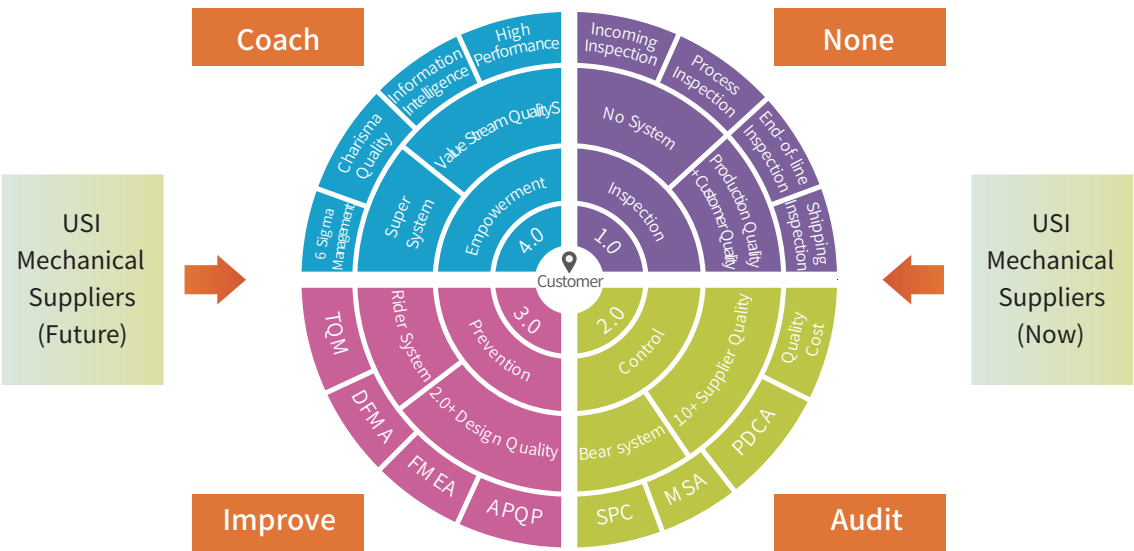 Coach
None
High
Performance
Information
Intelligence
Charisma
Quality
6 Sigma
Management
Value Stream Quality S
Super
System
Empowerment
4.0
Incoming
Inspection
Process
Inspection
End-of-line
Inspection
Shipping
Inspection
No System
Production Quality
+Customer Quality
Inspection
1.0
Customer
USI
Mechanical
Suppliers
(Future)
USI
Mechanical
Suppliers
(Now)
TQM
DFMA
FMEA
APQP
Rider System
2.0+ Design Quality
Prevention
3.0
Quality
Cost
PDCA
MSA
SPC
1.0+ Supplier Quality
Bear system
Control
2.0
Improve
Audit